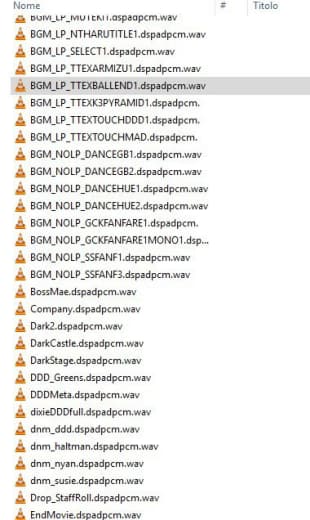 Nome # Titolo
BGM_LP_MUTEKI1.dspadpcm.wav
BGM_LP_NTHARUTITLE1.dspadpcm.wav
BGM_LP_SELECT1.dspadpcm.wav
BGM_LP_TTEXARMIZU1.dspadpcm.wav
BGM_LP_TTEXBALLEND1.dspadpcm.wav
BGM_LP_TTEXK3PYRAMID1.dspadpcm.
BGM_LP_TTEXTOUCHDDD1.dspadpcm.
BGM_LP_TTEXTOUCHMAD.dspadpcm.
BGM_NOLP_DANCEGB1.dspadpcm.wav
BGM_NOLP_DANCEGB2.dspadpcm.wav
BGM_NOLP_DANCEHUE1.dspadpcm.wav
BGM_NOLP_DANCEHUE2.dspadpcm.wav
BGM_NOLP_GCKFANFARE1.dspadpcm.
BGM_NOLP_GCKFANFARE1MONO1.dsp...
BGM_NOLP_SSFANF1.dspadpcm.wav
BGM_NOLP_SSFANF3.dspadpcm.wav
BossMae.dspadpcm.wav
Company.dspadpcm.wav
Dark2.dspadpcm.wav
DarkCastle.dspadpcm.wav
DarkStage.dspadpcm.wav
DDD_Greens.dspadpcm.wav
DDDMeta.dspadpcm.wav
dixieDDDfull.dspadpcm.wav
dnm_ddd.dspadpcm.wav
dnm_haltman.dspadpcm.wav
dnm_nyan.dspadpcm.wav
dnm_susie.dspadpcm.wav
Drop_StaffRoll.dspadpcm.wav
EndMovie.dspadpcm.wav